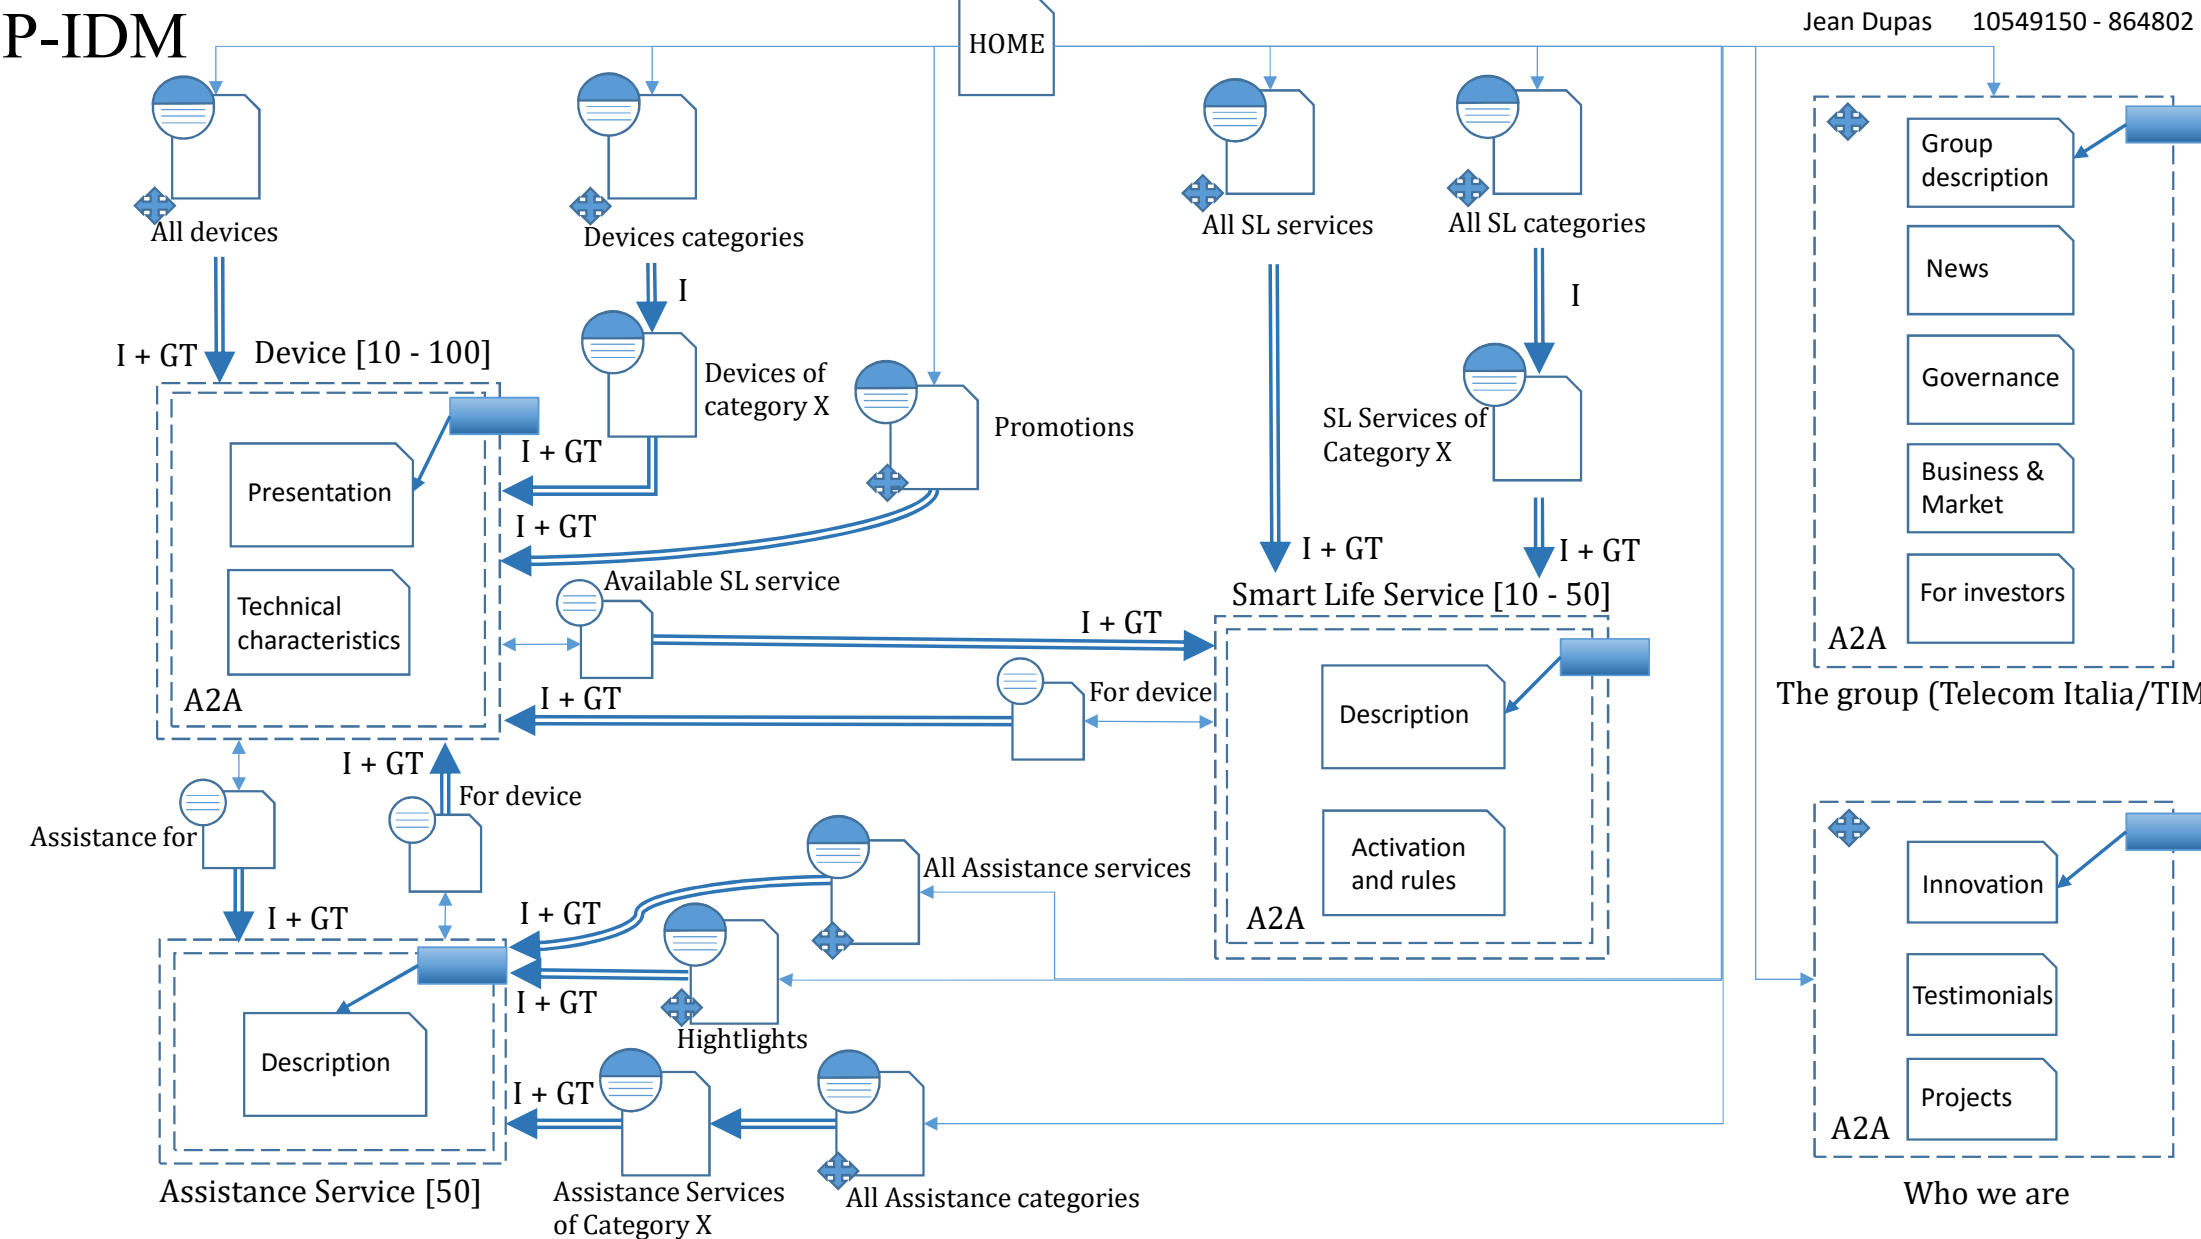 P-IDM
HOME
Jean Dupas 10549150 - 864802
All devices
Devices categories
All SL services
All SL categories
Group
description
News
Governance
Business &
Market
For investors
A2A
The group (Telecom Italia/TIM
I
I
I + GT
Device [10 - 100]
Devices of
category X
Promotions
SL Services of
Category X
I + GT
I + GT
I + GT
I + GT
Presentation
Technical
characteristics
A2A
Available SL service
I + GT
Smart Life Service [10 - 50]
I + GT
For device
Description
Activation
and rules
A2A
I + GT
For device
Assistance for
I + GT
All Assistance services
I + GT
I + GT
Hightlights
Description
I + GT
Assistance Service [50]
Assistance Services
of Category X
All Assistance categories
Innovation
Testimonials
Projects
A2A
Who we are